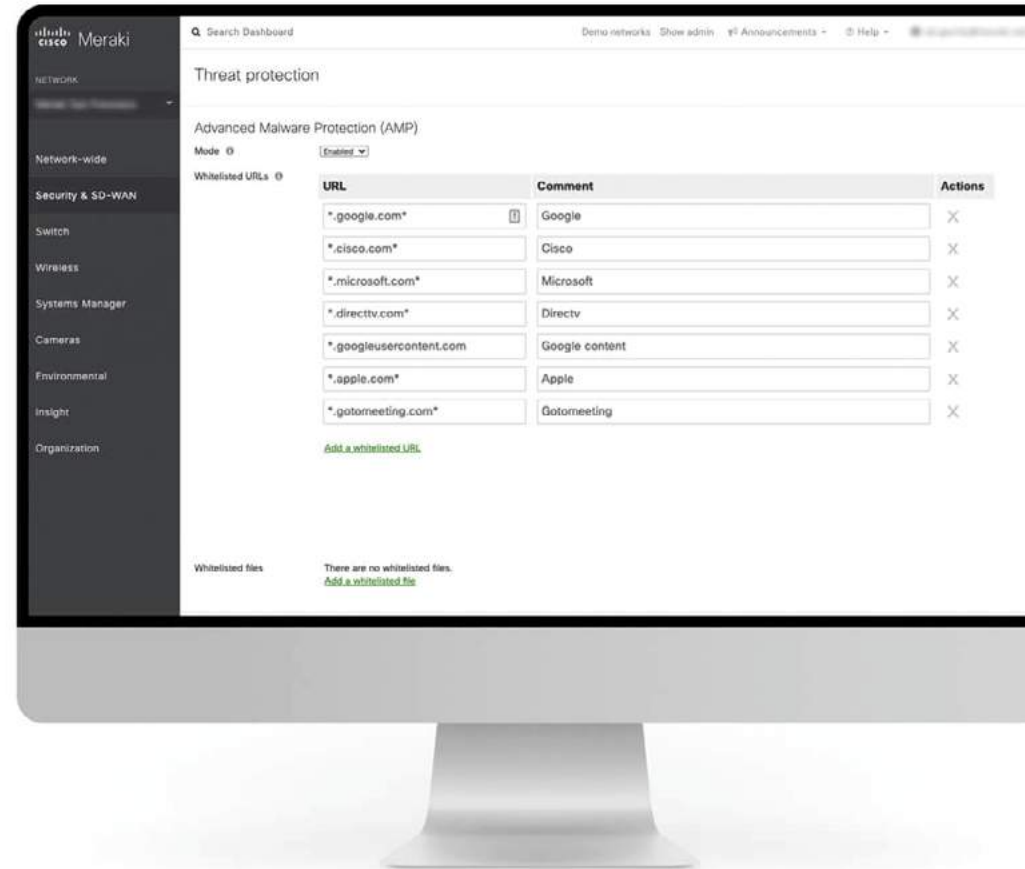 CISCO Meraki
Search Dashboard
Demo networks Show admin Announcements Help
NETWORK
Network-wide
Security & SD-WAN
Switch
Wireless
Systems Manager
Cameras
Environmental
Insight
Organization
Threat protection
Advanced Malware Protection (AMP)
Mode Enabled
Whitelisted URLs
URL Comment Actions
*.google.com* Google X
*.cisco.com* Cisco X
*.microsoft.com* Microsoft X
*.directtv.com* Directv X
*.googleusercontent.com Google content X
*.apple.com* Apple X
*.gotomeeting.com* Gotomeeting X
Add a whitelisted URL
Whitelisted files There are no whitelisted files.
Add a whitelisted file